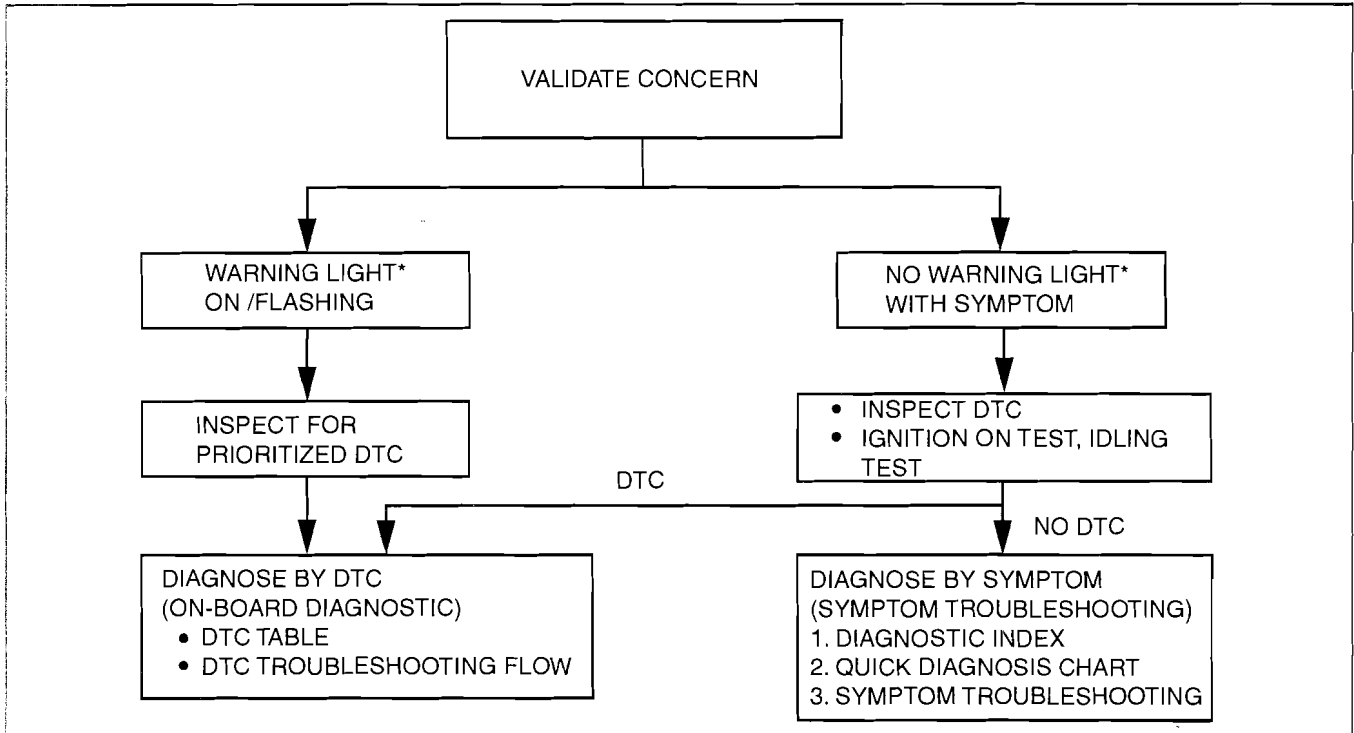 VALIDATE CONCERN
WARNING LIGHT*
ON /FLASHING
NO WARNING LIGHT*
WITH SYMPTOM
INSPECT FOR
PRIORITIZED DTC
• INSPECT DTC
• IGNITION ON TEST, IDLING
TEST
DTC
NO DTC
DIAGNOSE BY DTC
(ON-BOARD DIAGNOSTIC)
• DTC TABLE
• DTC TROUBLESHOOTING FLOW
DIAGNOSE BY SYMPTOM
(SYMPTOM TROUBLESHOOTING)
1. DIAGNOSTIC INDEX
2. QUICK DIAGNOSIS CHART
3. SYMPTOM TROUBLESHOOTING